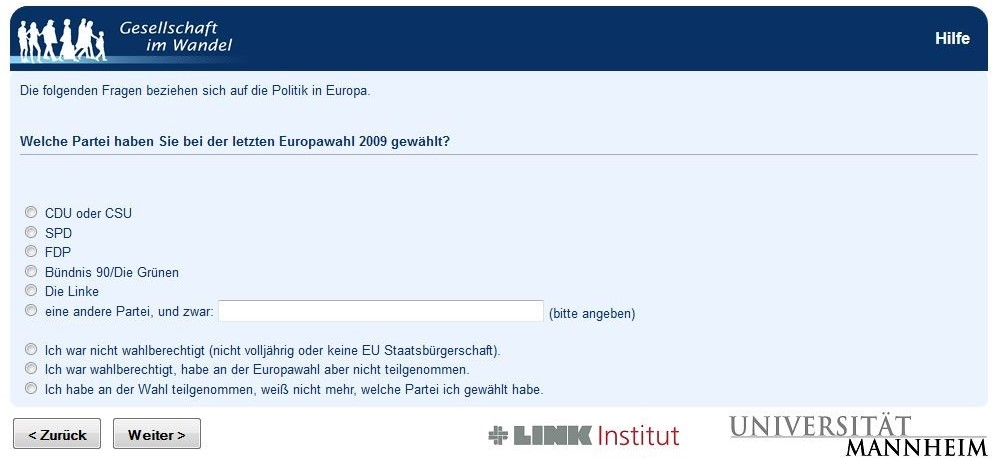 Gesellschaft
im Wandel
Hilfe
Die folgenden Fragen beziehen sich auf die Politik in Europa.
Welche Partei haben Sie bei der letzten Europawahl 2009 gewählt?
CDU oder CSU
SPD
FDP
Bündnis 90/Die Grünen
Die Linke
eine andere Partei, und zwar: (bitte angeben)
Ich war nicht wahlberechtigt (nicht volljährig oder keine EU Staatsbürgerschaft).
Ich war wahlberechtigt, habe an der Europawahl aber nicht teilgenommen.
Ich habe an der Wahl teilgenommen, weiß nicht mehr, welche Partei ich gewählt habe.
< Zurück Weiter > LINK Institut UNIVERSITÄT
MANNHEIM